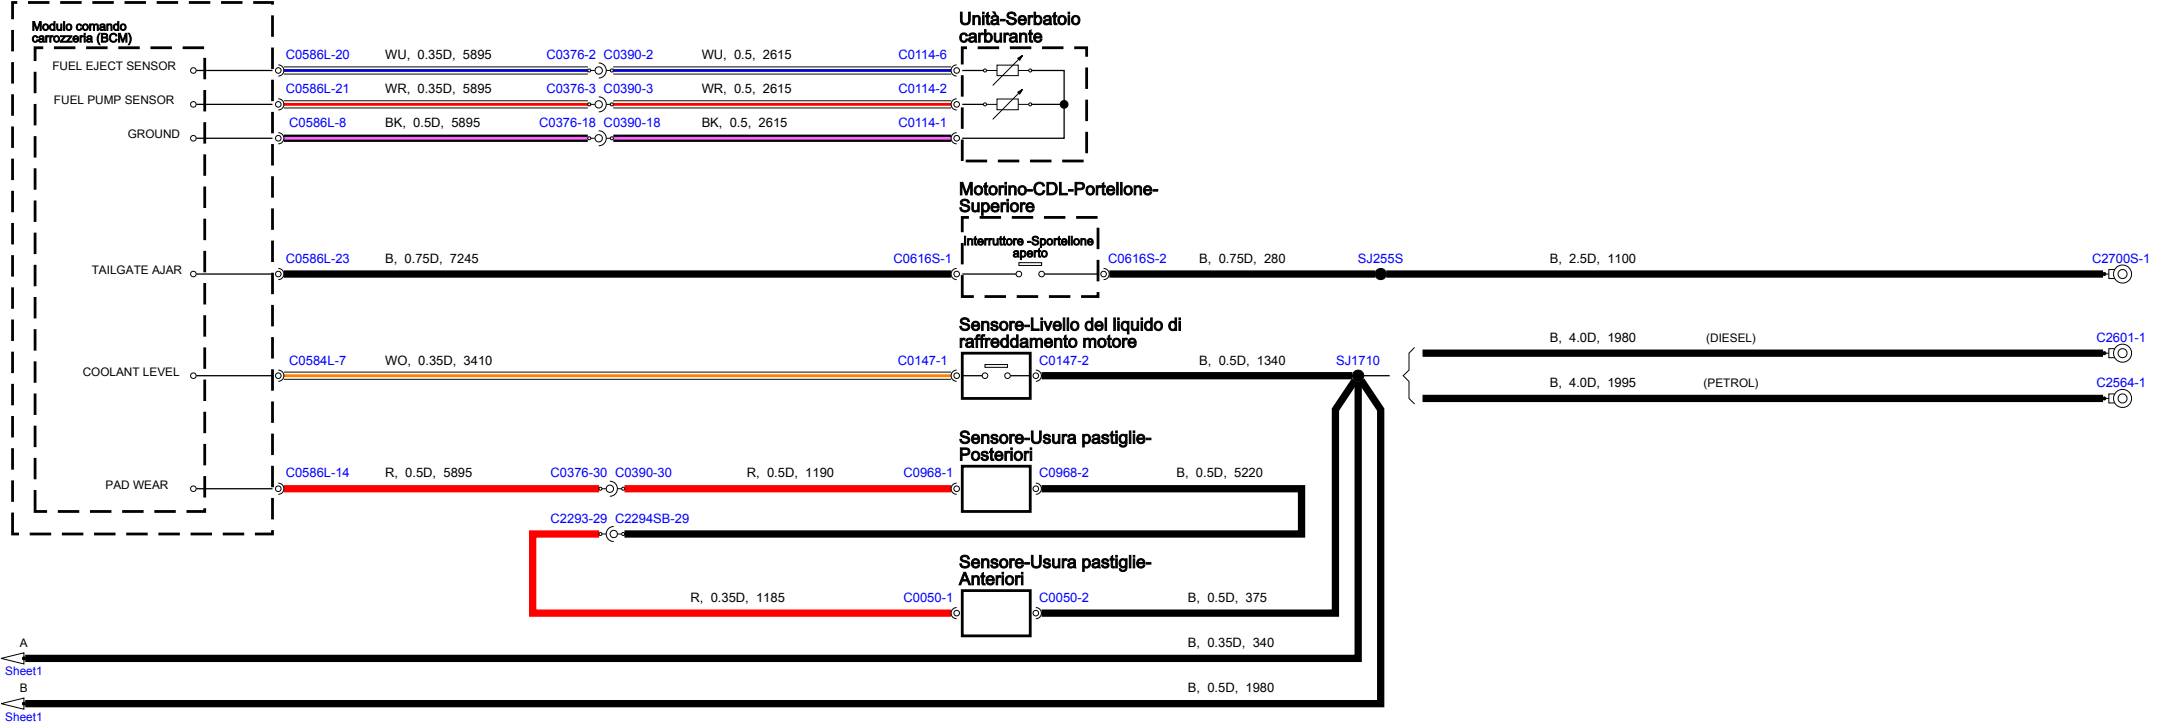 Modulo comando
carrozzeria (BCM)
FUEL EJECT SENSOR
C0586L-20 WU, 0.35D, 5895 C0376-2 C0390-2 WU, 0.5, 2615 C0114-6
Unità-Serbatoio
carburante
FUEL PUMP SENSOR
C0586L-21 WR, 0.35D, 5895 C0376-3 C0390-3 WR, 0.5, 2615 C0114-2
GROUND
C0586L-8 BK, 0.5D, 5895 C0376-18 C0390-18 BK, 0.5, 2615 C0114-1
Motorino-CDL-Portellone-
Superiore
Interruttore -Sportellone
aperto
TAILGATE AJAR
C0586L-23 B, 0.75D, 7245 C0616S-1 C0616S-2 B, 0.75D, 280 SJ255S B, 2.5D, 1100 C2700S-1
Sensore-Livello del liquido di
raffreddamento motore
B, 4.0D, 1980 (DIESEL) C2601-1
COOLANT LEVEL
C0584L-7 WO, 0.35D, 3410 C0147-1 C0147-2 B, 0.5D, 1340 SJ1710
B, 4.0D, 1995 (PETROL) C2564-1
Sensore-Usura pastiglie-
Posteriori
PAD WEAR
C0586L-14 R, 0.5D, 5895 C0376-30 C0390-30 R, 0.5D, 1190 C0968-1 C0968-2 B, 0.5D, 5220
C2293-29 C2294SB-29
Sensore-Usura pastiglie-
Anteriori
R, 0.35D, 1185 C0050-1 C0050-2 B, 0.5D, 375
A
B, 0.35D, 340
Sheet1
B
B, 0.5D, 1980
Sheet1